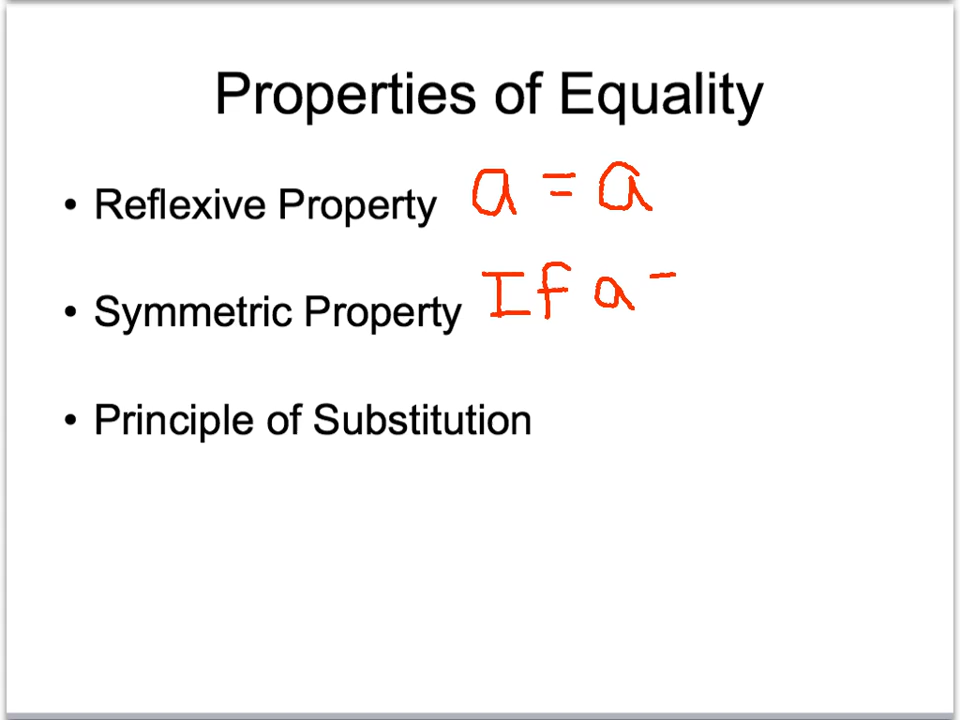 Properties of Equality
• Reflexive Property a = a
• Symmetric Property If a -
• Principle of Substitution